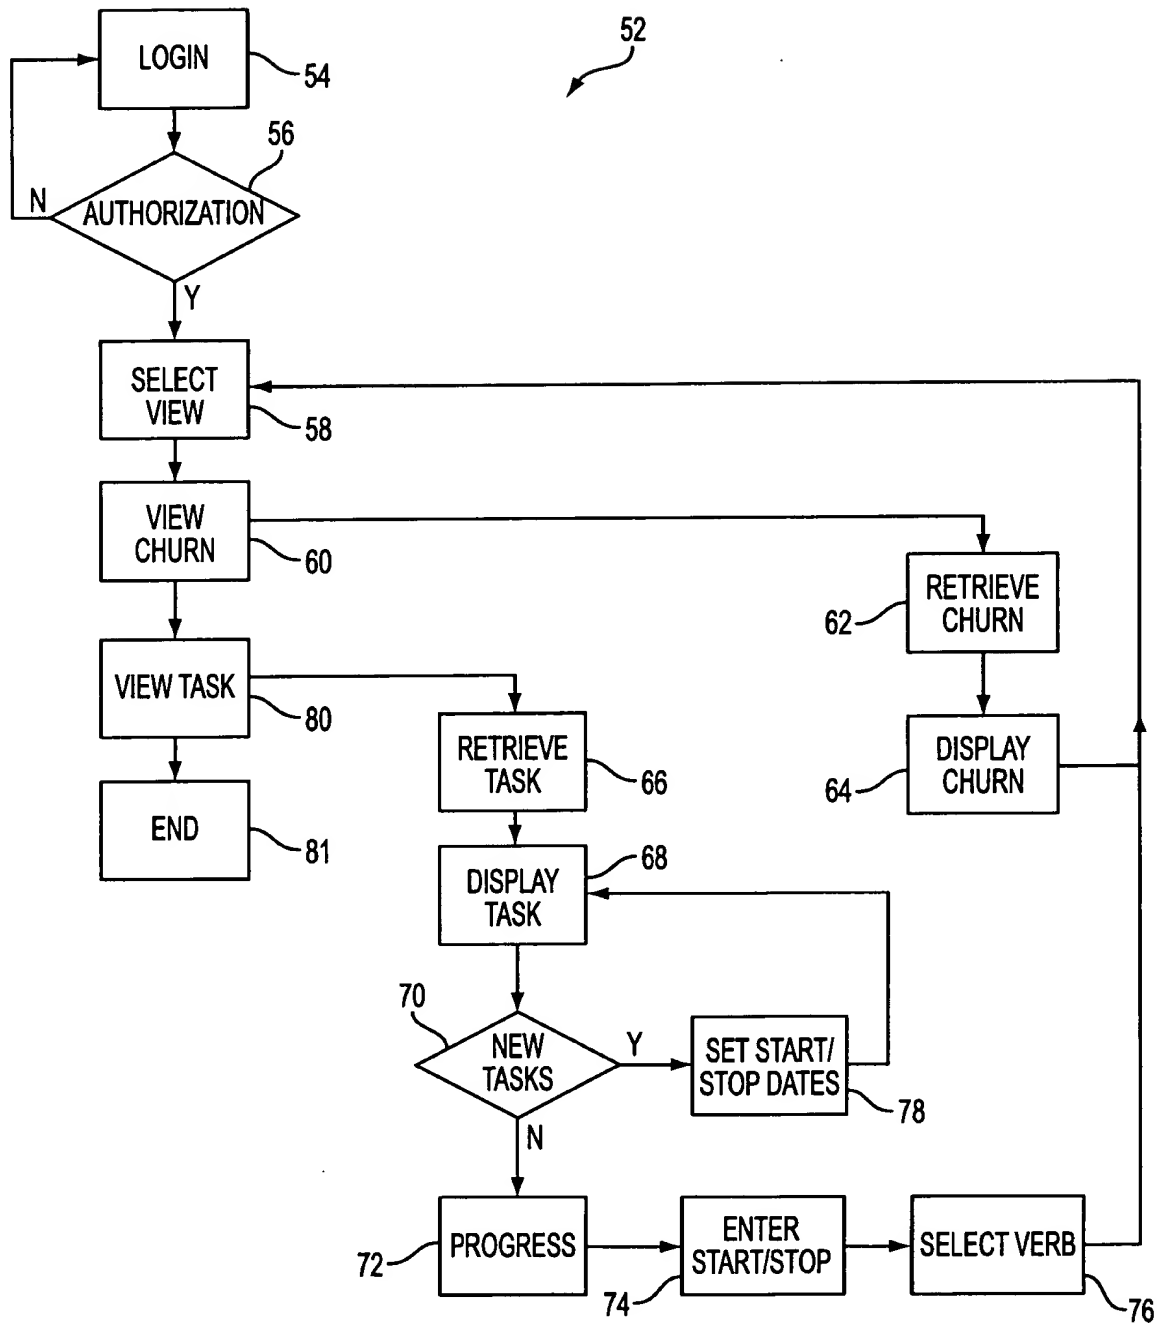 52
LOGIN
54
56
N
AUTHORIZATION
Y
SELECT
VIEW
58
VIEW
CHURN
60
RETRIEVE
CHURN
62
VIEW TASK
80
RETRIEVE
TASK
66
DISPLAY
CHURN
64
END
81
68
DISPLAY
TASK
70
NEW
TASKS
Y
SET START/
STOP DATES
78
N
PROGRESS
72
ENTER
START/STOP
74
SELECT VERB
76